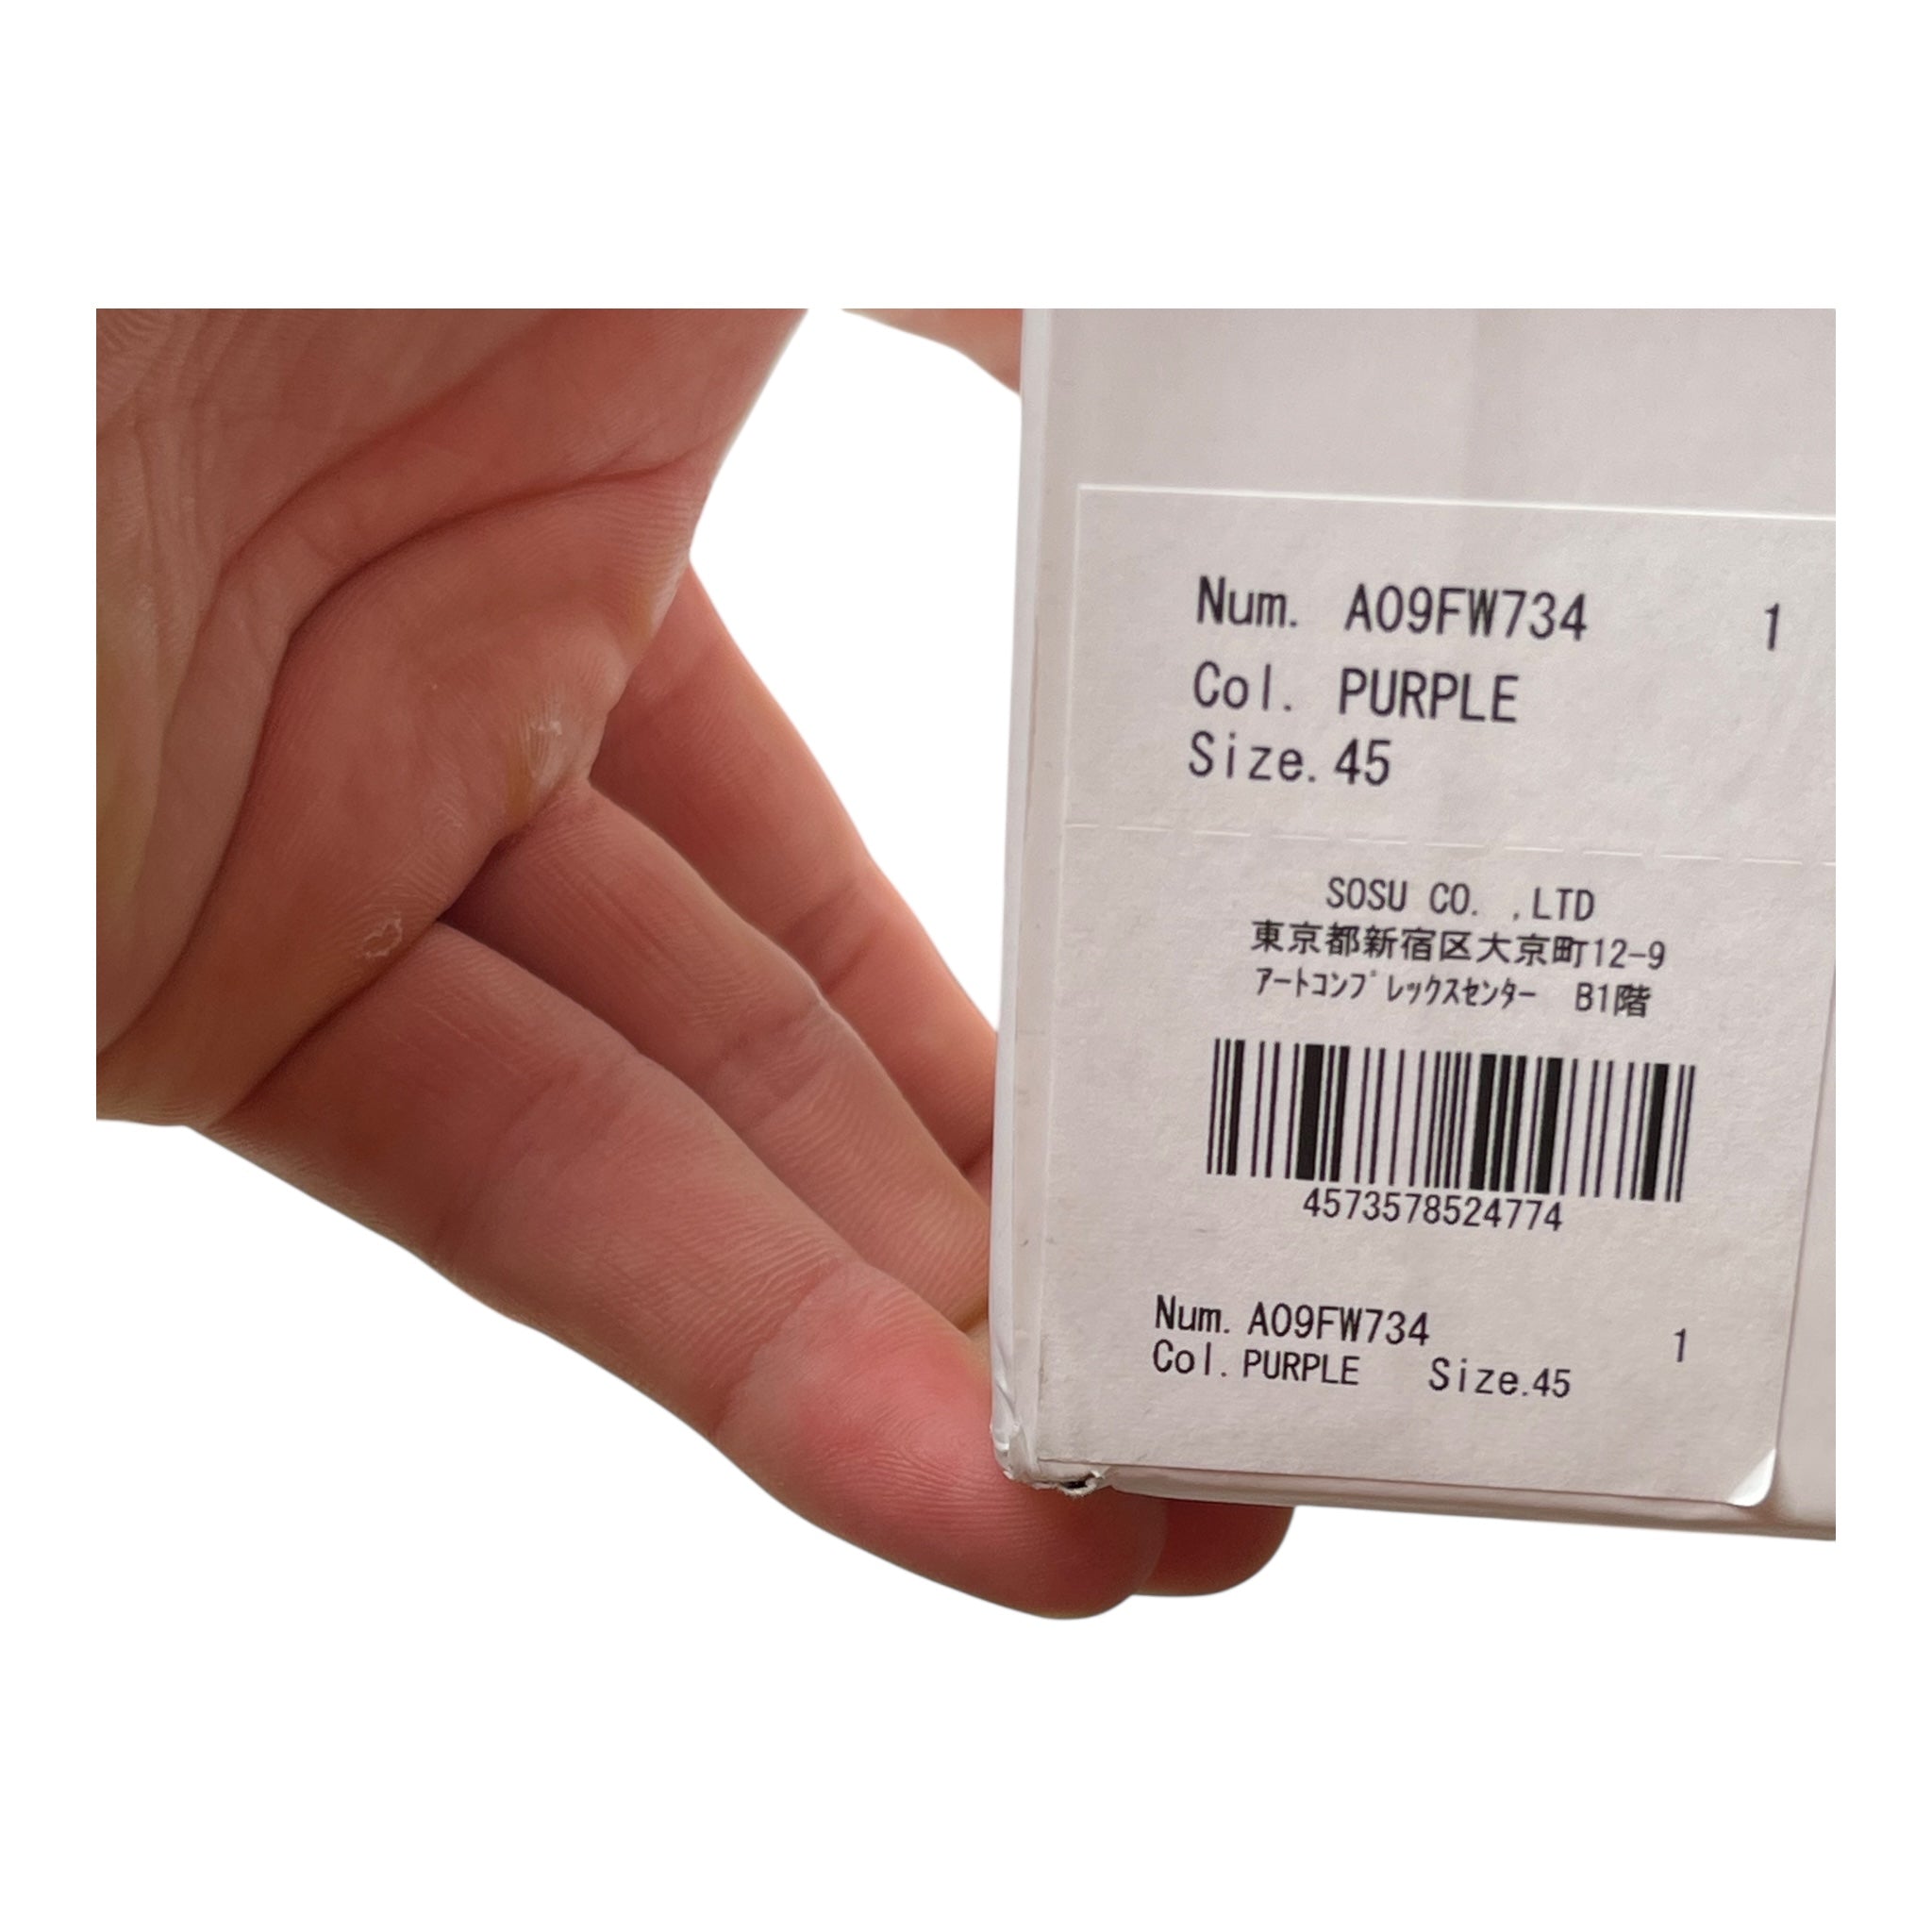 Num. A09FW734 1
Col. PURPLE
Size.45
SOSU CO. ,LTD
東京都新宿区大京町12-9
ｱｰﾄｺﾝﾌﾟﾚｯｸｽｾﾝﾀｰ B1階
4573578524774
Num. A09FW734 1
Col. PURPLE Size.45